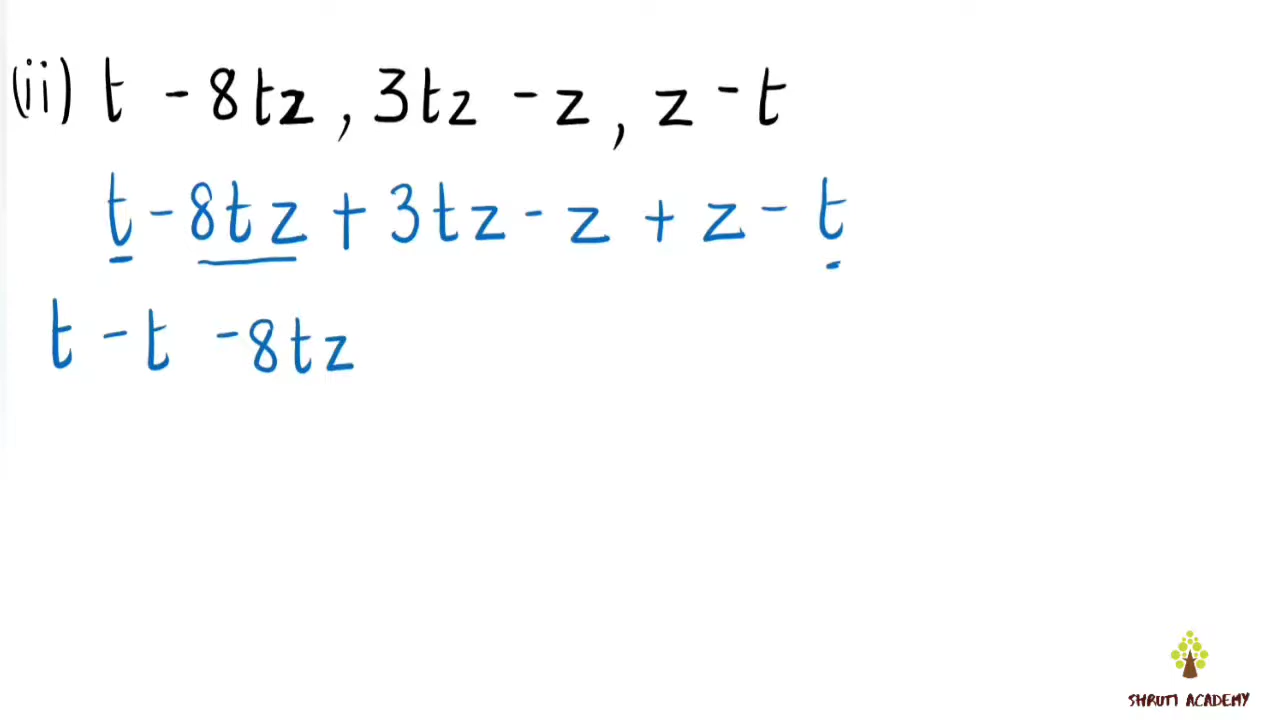 (ii) t - 8tz , 3tz - z , z - t
t - 8tz + 3tz - z + z - t
t - t - 8tz
SHRUTI ACADEMY